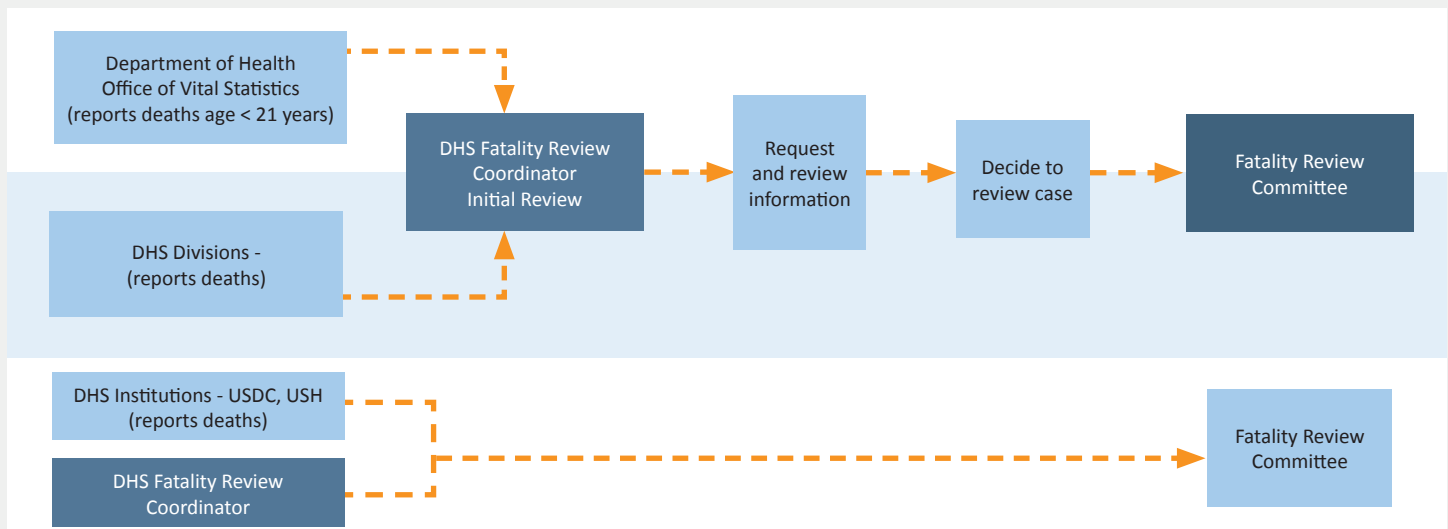 Department of Health
Office of Vital Statistics
(reports deaths age < 21 years)
DHS Fatality Review
Coordinator
Initial Review
Request
and review
information
Decide to
review case
Fatality Review
Committee
DHS Divisions -
(reports deaths)
DHS Institutions - USDC, USH
(reports deaths)
DHS Fatality Review
Coordinator
Fatality Review
Committee